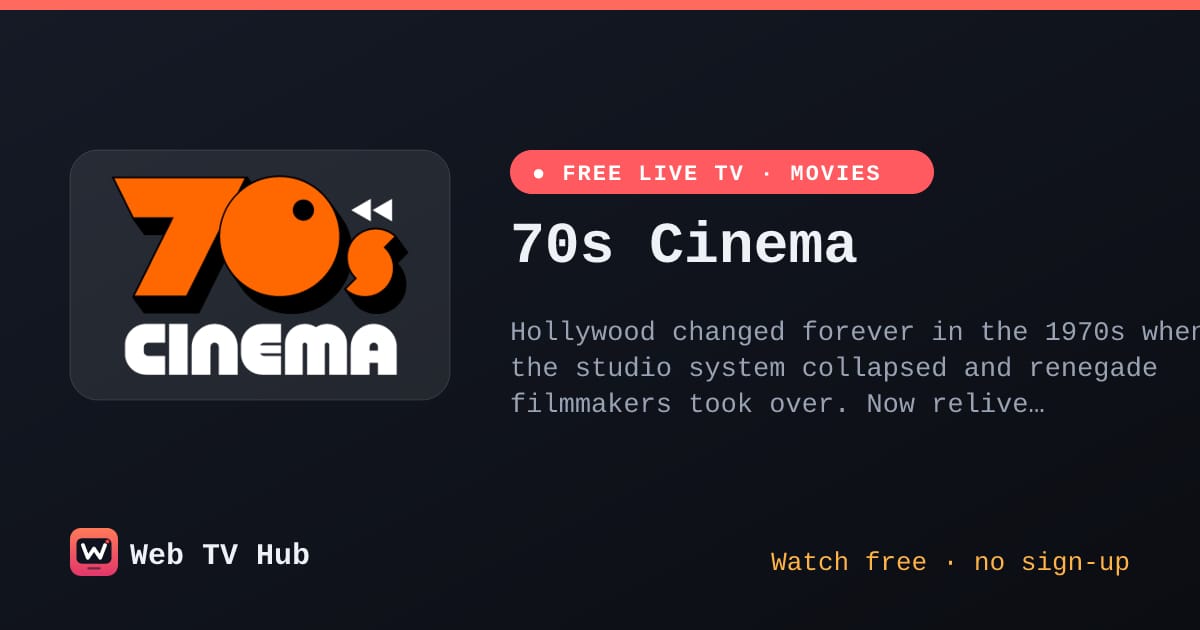 70s
CINEMA
● FREE LIVE TV · MOVIES
70s Cinema
Hollywood changed forever in the 1970s when
the studio system collapsed and renegade
filmmakers took over. Now relive…
W
Web TV Hub
Watch free · no sign-up